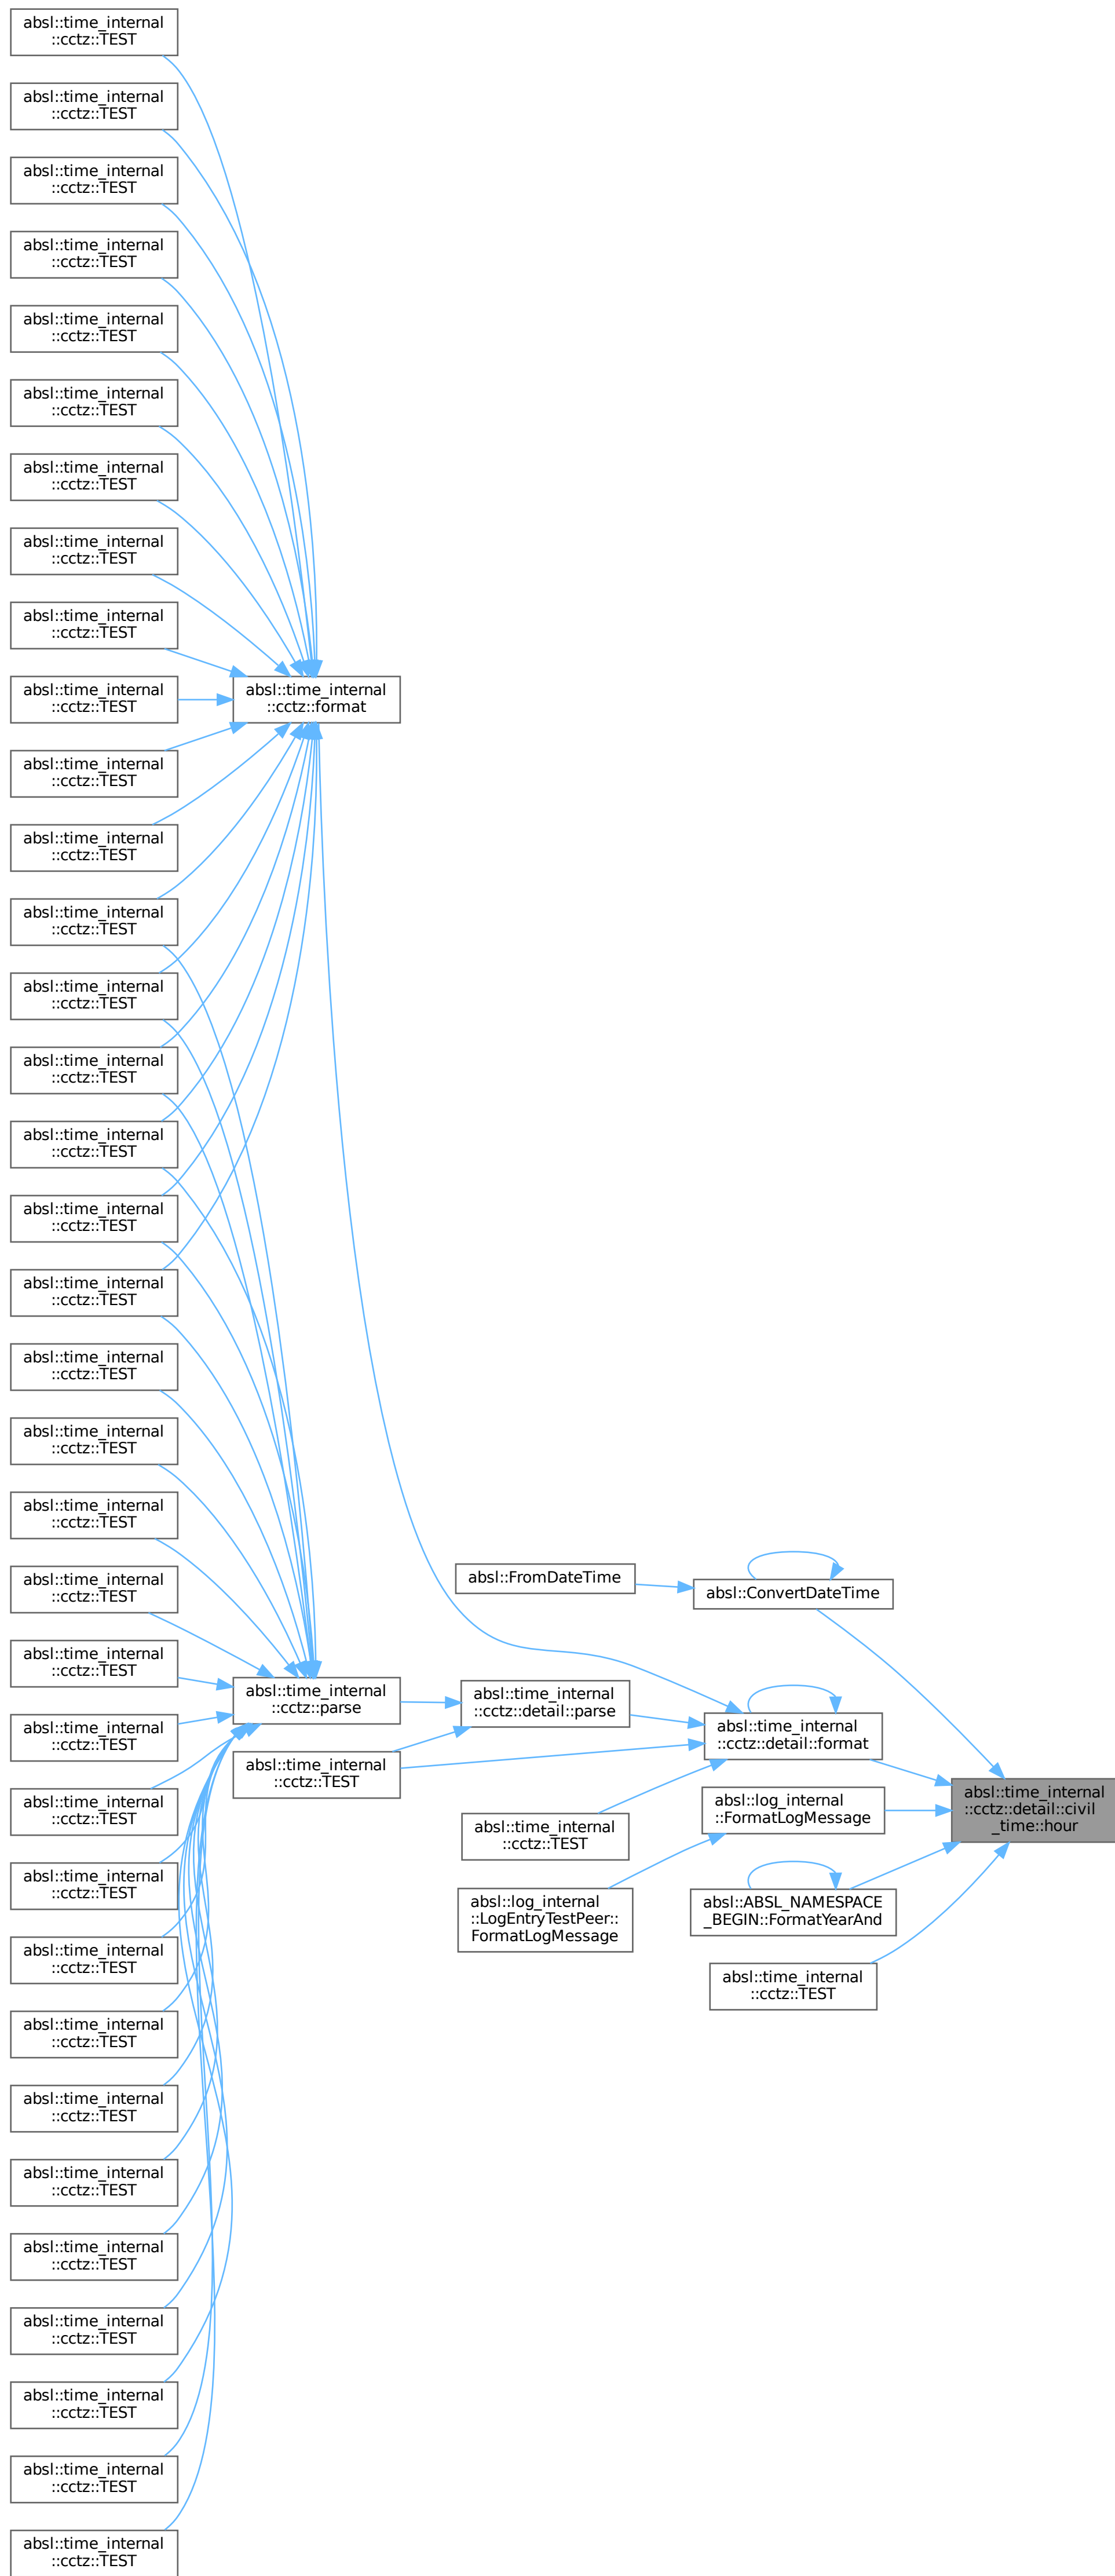 absl::time_internal
::cctz::TEST
absl::time_internal
::cctz::TEST
absl::time_internal
::cctz::TEST
absl::time_internal
::cctz::TEST
absl::time_internal
::cctz::TEST
absl::time_internal
::cctz::TEST
absl::time_internal
::cctz::TEST
absl::time_internal
::cctz::TEST
absl::time_internal
::cctz::TEST
absl::time_internal
::cctz::TEST
absl::time_internal
::cctz::TEST
absl::time_internal
::cctz::TEST
absl::time_internal
::cctz::TEST
absl::time_internal
::cctz::TEST
absl::time_internal
::cctz::TEST
absl::time_internal
::cctz::TEST
absl::time_internal
::cctz::TEST
absl::time_internal
::cctz::TEST
absl::time_internal
::cctz::TEST
absl::time_internal
::cctz::TEST
absl::time_internal
::cctz::TEST
absl::time_internal
::cctz::TEST
absl::time_internal
::cctz::TEST
absl::time_internal
::cctz::TEST
absl::time_internal
::cctz::TEST
absl::time_internal
::cctz::TEST
absl::time_internal
::cctz::TEST
absl::time_internal
::cctz::TEST
absl::time_internal
::cctz::TEST
absl::time_internal
::cctz::TEST
absl::time_internal
::cctz::TEST
absl::time_internal
::cctz::TEST
absl::time_internal
::cctz::TEST
absl::time_internal
::cctz::TEST
absl::time_internal
::cctz::TEST
absl::time_internal
::cctz::format
absl::time_internal
::cctz::parse
absl::time_internal
::cctz::TEST
absl::FromDateTime
absl::time_internal
::cctz::detail::parse
absl::time_internal
::cctz::TEST
absl::log_internal
::LogEntryTestPeer::
FormatLogMessage
absl::ConvertDateTime
absl::time_internal
::cctz::detail::format
absl::log_internal
::FormatLogMessage
absl::ABSL_NAMESPACE
_BEGIN::FormatYearAnd
absl::time_internal
::cctz::TEST
absl::time_internal
::cctz::detail::civil
_time::hour